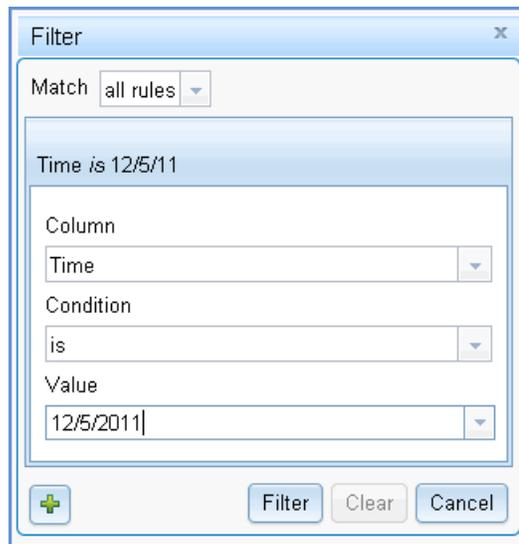 Filter
x
Match all rules
Time is 12/5/11
Column
Time
Condition
is
Value
12/5/2011
Filter Clear Cancel